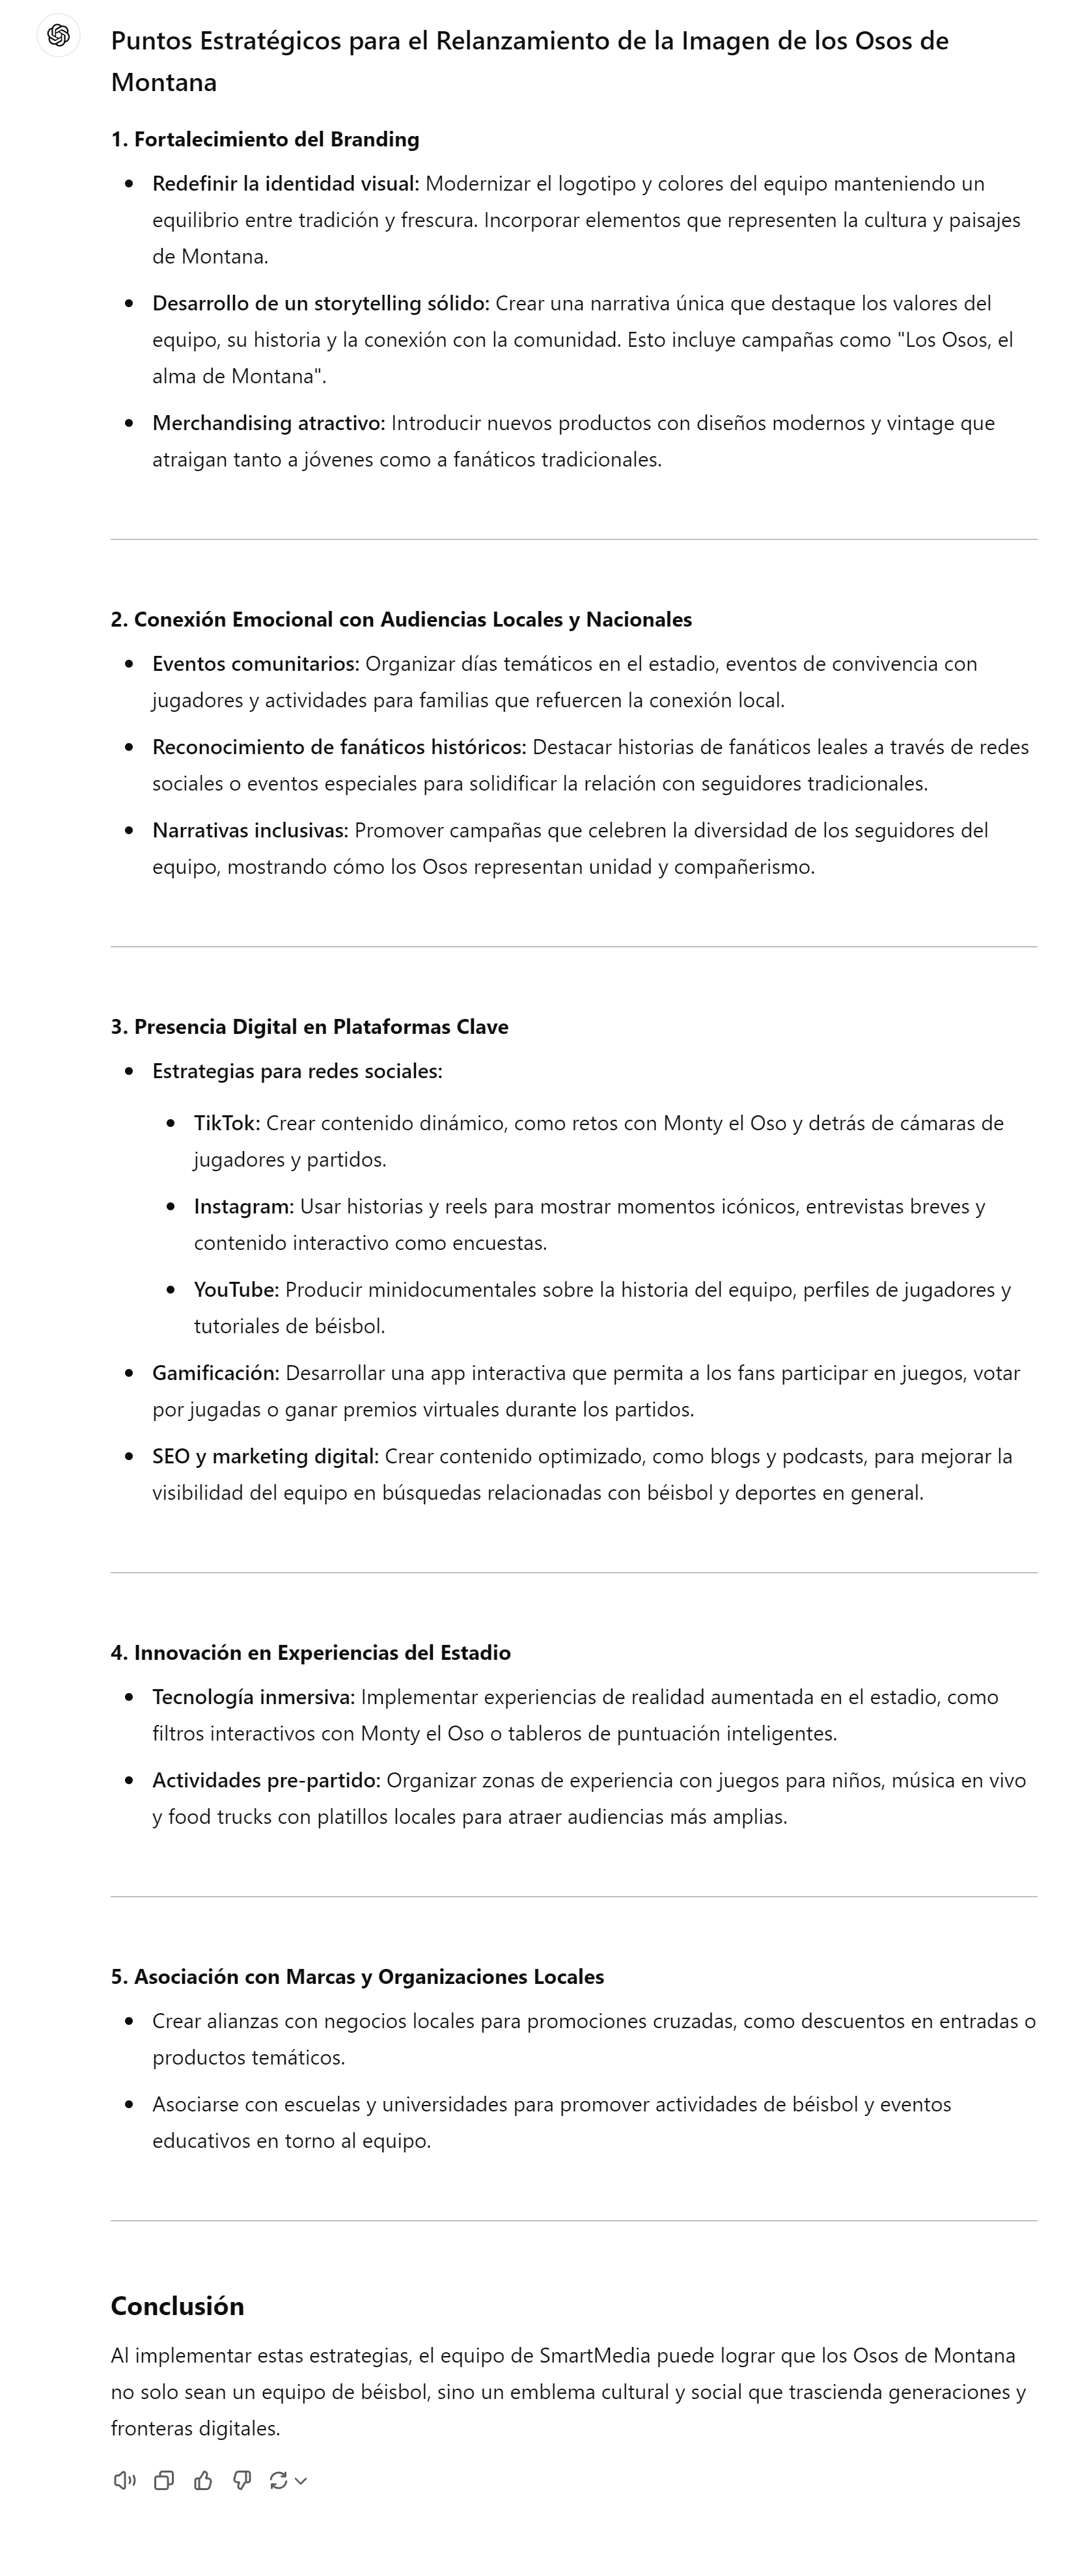 Puntos Estratégicos para el Relanzamiento de la Imagen de los Osos de
Montana
1. Fortalecimiento del Branding
• Redefinir la identidad visual: Modernizar el logotipo y colores del equipo manteniendo un
equilibrio entre tradición y frescura. Incorporar elementos que representen la cultura y paisajes
de Montana.
• Desarrollo de un storytelling sólido: Crear una narrativa única que destaque los valores del
equipo, su historia y la conexión con la comunidad. Esto incluye campañas como "Los Osos, el
alma de Montana".
• Merchandising atractivo: Introducir nuevos productos con diseños modernos y vintage que
atraigan tanto a jóvenes como a fanáticos tradicionales.
2. Conexión Emocional con Audiencias Locales y Nacionales
• Eventos comunitarios: Organizar días temáticos en el estadio, eventos de convivencia con
jugadores y actividades para familias que refuercen la conexión local.
• Reconocimiento de fanáticos históricos: Destacar historias de fanáticos leales a través de redes
sociales o eventos especiales para solidificar la relación con seguidores tradicionales.
• Narrativas inclusivas: Promover campañas que celebren la diversidad de los seguidores del
equipo, mostrando cómo los Osos representan unidad y compañerismo.
3. Presencia Digital en Plataformas Clave
• Estrategias para redes sociales:
• TikTok: Crear contenido dinámico, como retos con Monty el Oso y detrás de cámaras de
jugadores y partidos.
• Instagram: Usar historias y reels para mostrar momentos icónicos, entrevistas breves y
contenido interactivo como encuestas.
• YouTube: Producir minidocumentales sobre la historia del equipo, perfiles de jugadores y
tutoriales de béisbol.
• Gamificación: Desarrollar una app interactiva que permita a los fans participar en juegos, votar
por jugadas o ganar premios virtuales durante los partidos.
• SEO y marketing digital: Crear contenido optimizado, como blogs y podcasts, para mejorar la
visibilidad del equipo en búsquedas relacionadas con béisbol y deportes en general.
4. Innovación en Experiencias del Estadio
• Tecnología inmersiva: Implementar experiencias de realidad aumentada en el estadio, como
filtros interactivos con Monty el Oso o tableros de puntuación inteligentes.
• Actividades pre-partido: Organizar zonas de experiencia con juegos para niños, música en vivo
y food trucks con platillos locales para atraer audiencias más amplias.
5. Asociación con Marcas y Organizaciones Locales
• Crear alianzas con negocios locales para promociones cruzadas, como descuentos en entradas o
productos temáticos.
• Asociarse con escuelas y universidades para promover actividades de béisbol y eventos
educativos en torno al equipo.
Conclusión
Al implementar estas estrategias, el equipo de SmartMedia puede lograr que los Osos de Montana
no solo sean un equipo de béisbol, sino un emblema cultural y social que trascienda generaciones y
fronteras digitales.